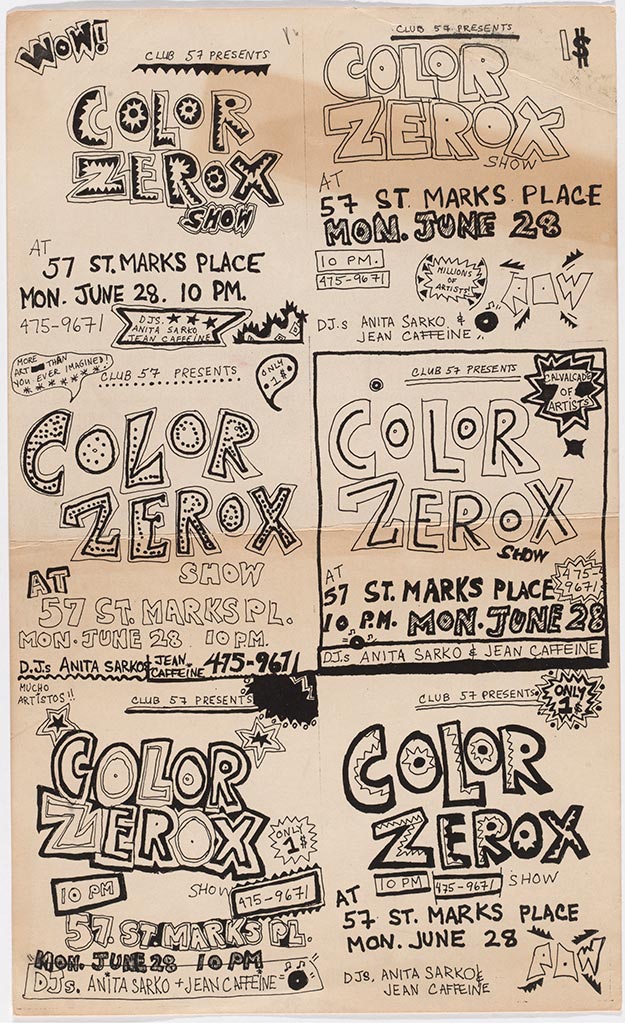 WOW!
CLUB 57 PRESENTS
COLOR
ZEROX
SHOW
AT
57 ST. MARKS PLACE
MON. JUNE 28. 10 PM.
475-9671
DJS.
ANITA SARKO
JEAN CAFFEINE
CLUB 57 PRESENTS
1$
COLOR
ZEROX
SHOW
AT
57 ST. MARKS PLACE
MON. JUNE 28
10 PM.
475-9671
MILLIONS
OF
ARTISTS!
DJ.s ANITA SARKO &
JEAN CAFFEINE
MORE
ART THAN
YOU EVER IMAGINED!
CLUB 57 PRESENTS
ONLY
1$
COLOR
ZEROX
SHOW
AT
57 ST. MARKS PL.
MON. JUNE 28 10 PM
D.J.s ANITA SARKO & JEAN
CAFFEINE
475-9671
CLUB 57 PRESENTS
CALVALCADE
OF
ARTISTS
COLOR
ZEROX
SHOW
AT
57 ST. MARKS PLACE
475-
9671
10 P.M. MON. JUNE 28
DJ.s ANITA SARKO & JEAN CAFFEINE
MUCHO
ARTISTOS!!
CLUB 57 PRESENTS
COLOR
ZEROX
ONLY
1$
10 PM
SHOW
475-9671
57. ST. MARKS PL.
MON. JUNE 28 10 PM
DJs. ANITA SARKO + JEAN CAFFEINE
CLUB 57 PRESENTS
ONLY
1$
COLOR
ZEROX
10 PM
475-9671
SHOW
AT
57 ST. MARKS PLACE
MON. JUNE 28
DJS. ANITA SARKO &
JEAN CAFFEINE